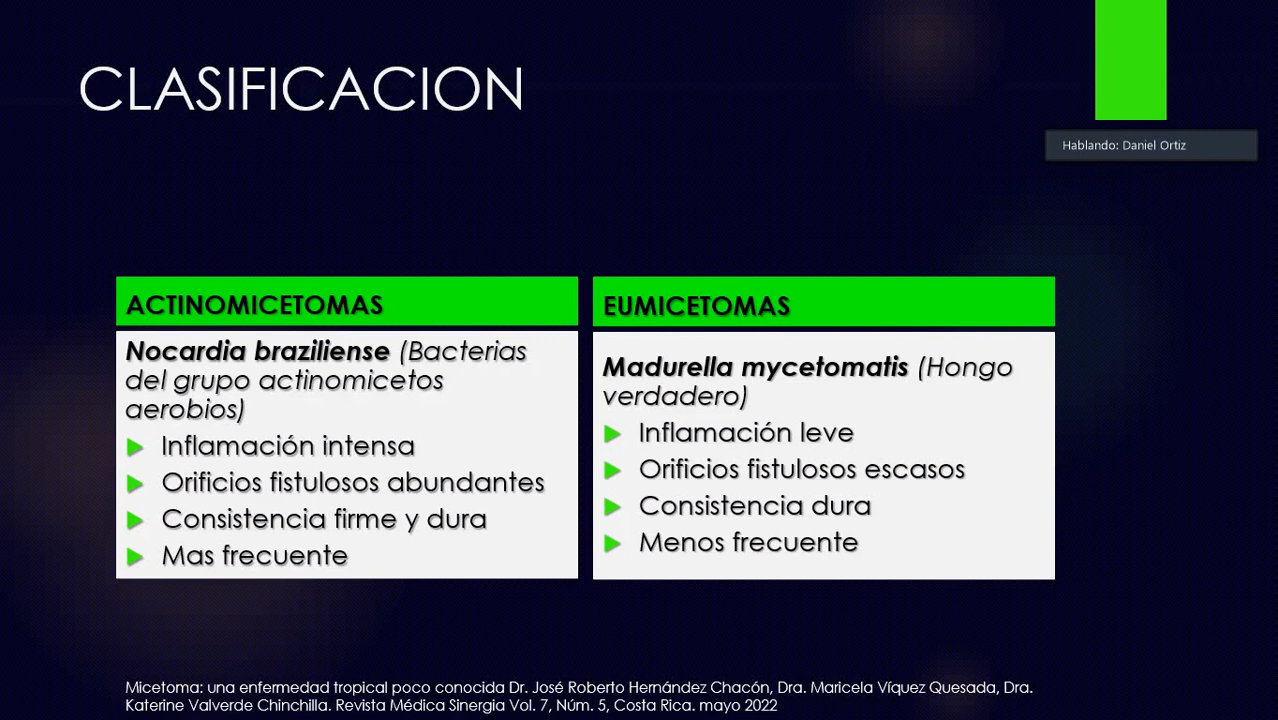 CLASIFICACION
Hablando: Daniel Ortiz
ACTINOMICETOMAS
Nocardia braziliense (Bacterias
del grupo actinomicetos
aerobios)
Inflamación intensa
Orificios fistulosos abundantes
Consistencia firme y dura
Mas frecuente
EUMICETOMAS
Madurella mycetomatis (Hongo
verdadero)
Inflamación leve
Orificios fistulosos escasos
Consistencia dura
Menos frecuente
Micetoma: una enfermedad tropical poco conocida Dr. José Roberto Hernández Chacón, Dra. Maricela Víquez Quesada, Dra.
Katerine Valverde Chinchilla. Revista Médica Sinergia Vol. 7, Núm. 5, Costa Rica. mayo 2022